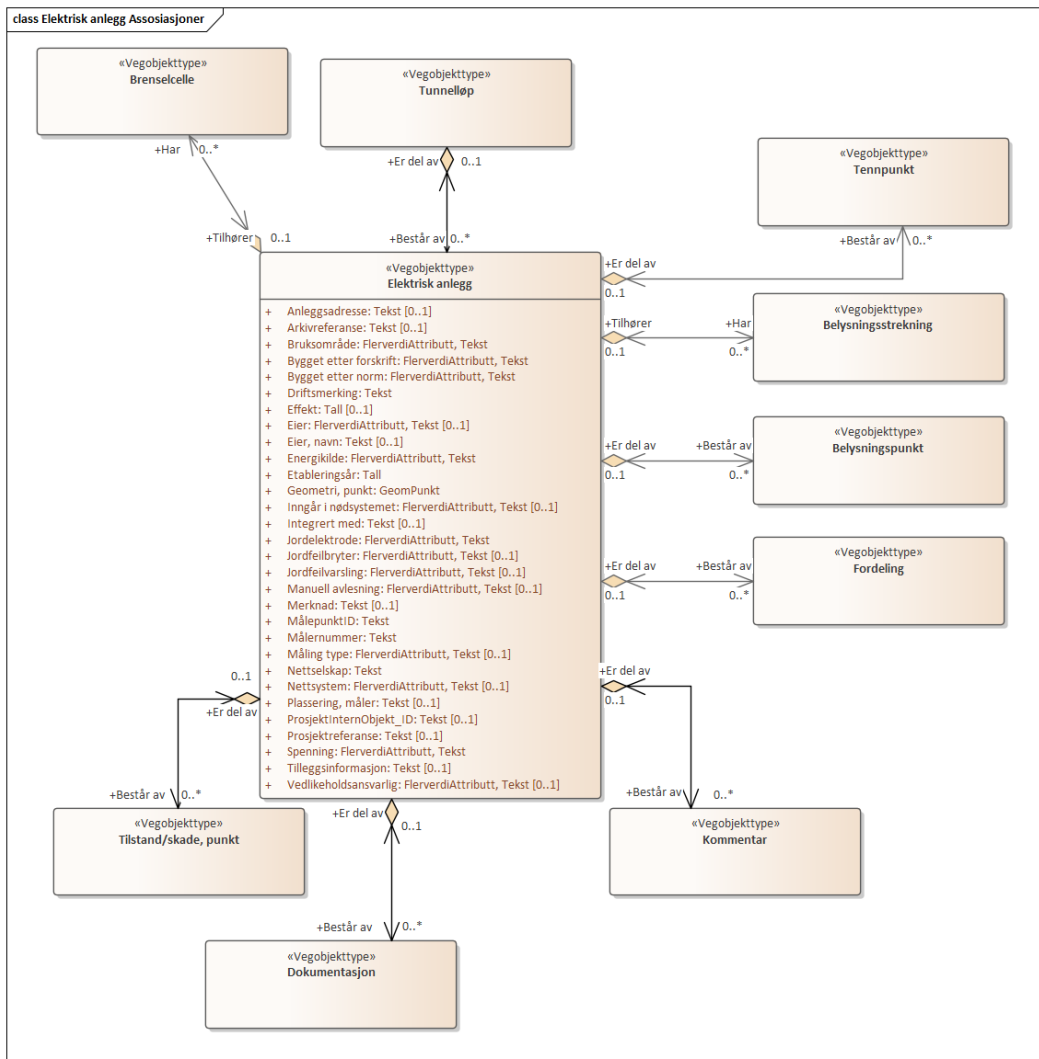 class Elektrisk anlegg Assosiasjoner
«Vegobjekttype»
Brenselcelle
«Vegobjekttype»
Tunnelløp
+Har 0..*
+Er del av 0..1
«Vegobjekttype»
Tennpunkt
+Tilhører 0..1
+Består av 0..*
+Består av 0..*
«Vegobjekttype»
Elektrisk anlegg
+ Anleggsadresse: Tekst [0..1]
+ Arkivreferanse: Tekst [0..1]
+ Bruksområde: FlerverdiAttributt, Tekst
+ Bygget etter forskrift: FlerverdiAttributt, Tekst
+ Bygget etter norm: FlerverdiAttributt, Tekst
+ Driftsmerking: Tekst
+ Effekt: Tall [0..1]
+ Eier: FlerverdiAttributt, Tekst [0..1]
+ Eier, navn: Tekst [0..1]
+ Energikilde: FlerverdiAttributt, Tekst
+ Etableringsår: Tall
+ Geometri, punkt: GeomPunkt
+ Inngår i nødsystemet: FlerverdiAttributt, Tekst [0..1]
+ Integrert med: Tekst [0..1]
+ Jordelektrode: FlerverdiAttributt, Tekst
+ Jordfeilbryter: FlerverdiAttributt, Tekst [0..1]
+ Jordfeilvarsling: FlerverdiAttributt, Tekst [0..1]
+ Manuell avlesning: FlerverdiAttributt, Tekst [0..1]
+ Merknad: Tekst [0..1]
+ MålepunktID: Tekst
+ Målernummer: Tekst
+ Måling type: FlerverdiAttributt, Tekst [0..1]
+ Nettselskap: Tekst
+ Nettsystem: FlerverdiAttributt, Tekst [0..1]
+ Plassering, måler: Tekst [0..1]
+ ProsjektInternObjekt_ID: Tekst [0..1]
+ Prosjektreferanse: Tekst [0..1]
+ Spenning: FlerverdiAttributt, Tekst
+ Tilleggsinformasjon: Tekst [0..1]
+ Vedlikeholdsansvarlig: FlerverdiAttributt, Tekst [0..1]
+Er del av
0..1
+Tilhører +Har
0..1 0..*
«Vegobjekttype»
Belysningsstrekning
+Er del av +Består av
0..1 0..*
«Vegobjekttype»
Belysningspunkt
+Er del av +Består av
0..1 0..*
«Vegobjekttype»
Fordeling
+Er del av
0..1
+Består av 0..*
«Vegobjekttype»
Kommentar
0..1
+Er del av
+Består av 0..*
«Vegobjekttype»
Tilstand/skade, punkt
+Er del av
0..1
+Består av 0..*
«Vegobjekttype»
Dokumentasjon